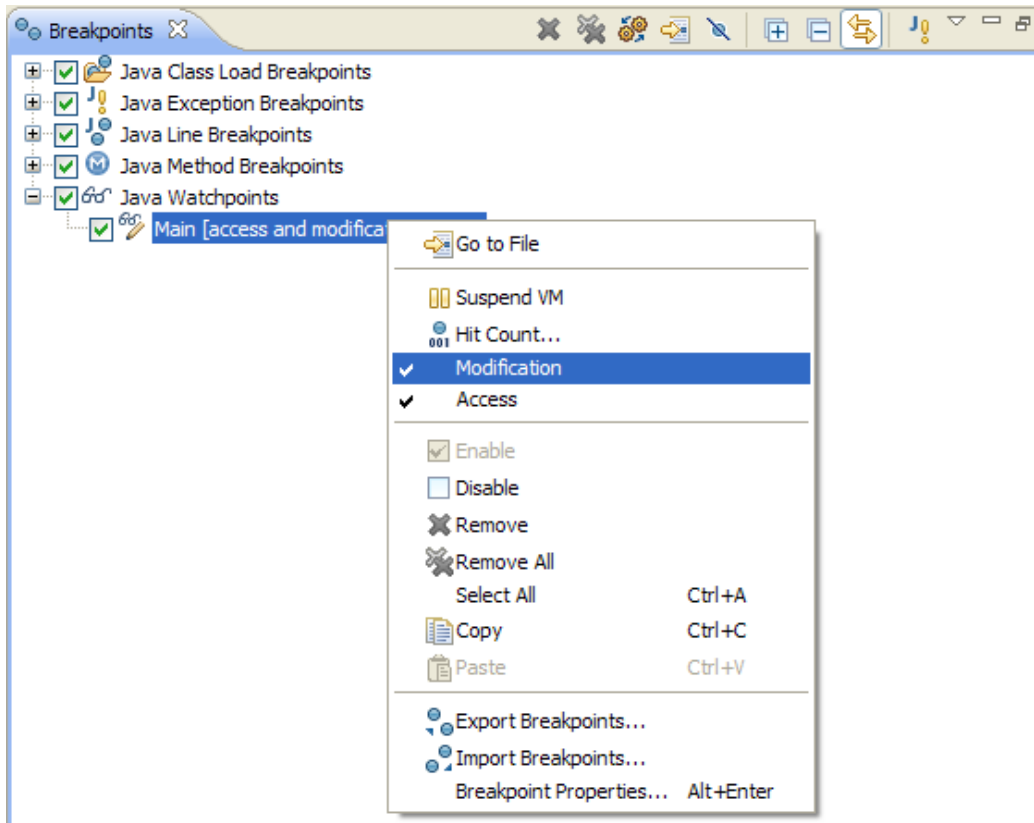 Breakpoints
Java Class Load Breakpoints
Java Exception Breakpoints
Java Line Breakpoints
Java Method Breakpoints
Java Watchpoints
Main [access and modificat
Go to File
Suspend VM
001 Hit Count...
Modification
Access
Enable
Disable
Remove
Remove All
Select All Ctrl+A
Copy Ctrl+C
Paste Ctrl+V
Export Breakpoints...
Import Breakpoints...
Breakpoint Properties... Alt+Enter